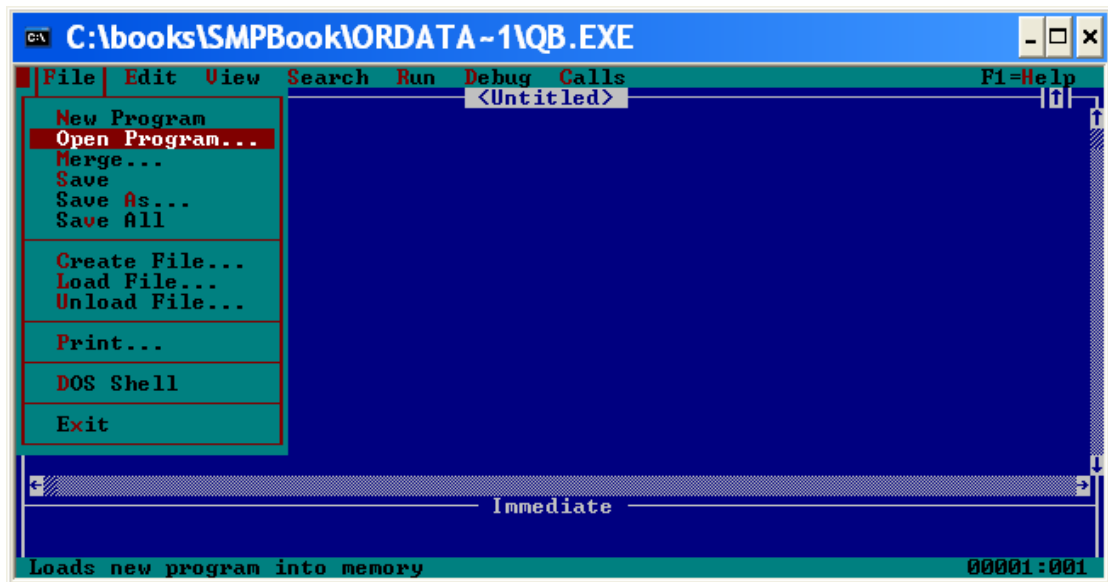 C:\books\SMPBook\ORDATA~1\QB.EXE
File Edit View Search Run Debug Calls F1=Help
<Untitled>
New Program
Open Program...
Merge...
Save
Save As...
Save All
Create File...
Load File...
Unload File...
Print...
DOS Shell
Exit
Immediate
Loads new program into memory 00001:001